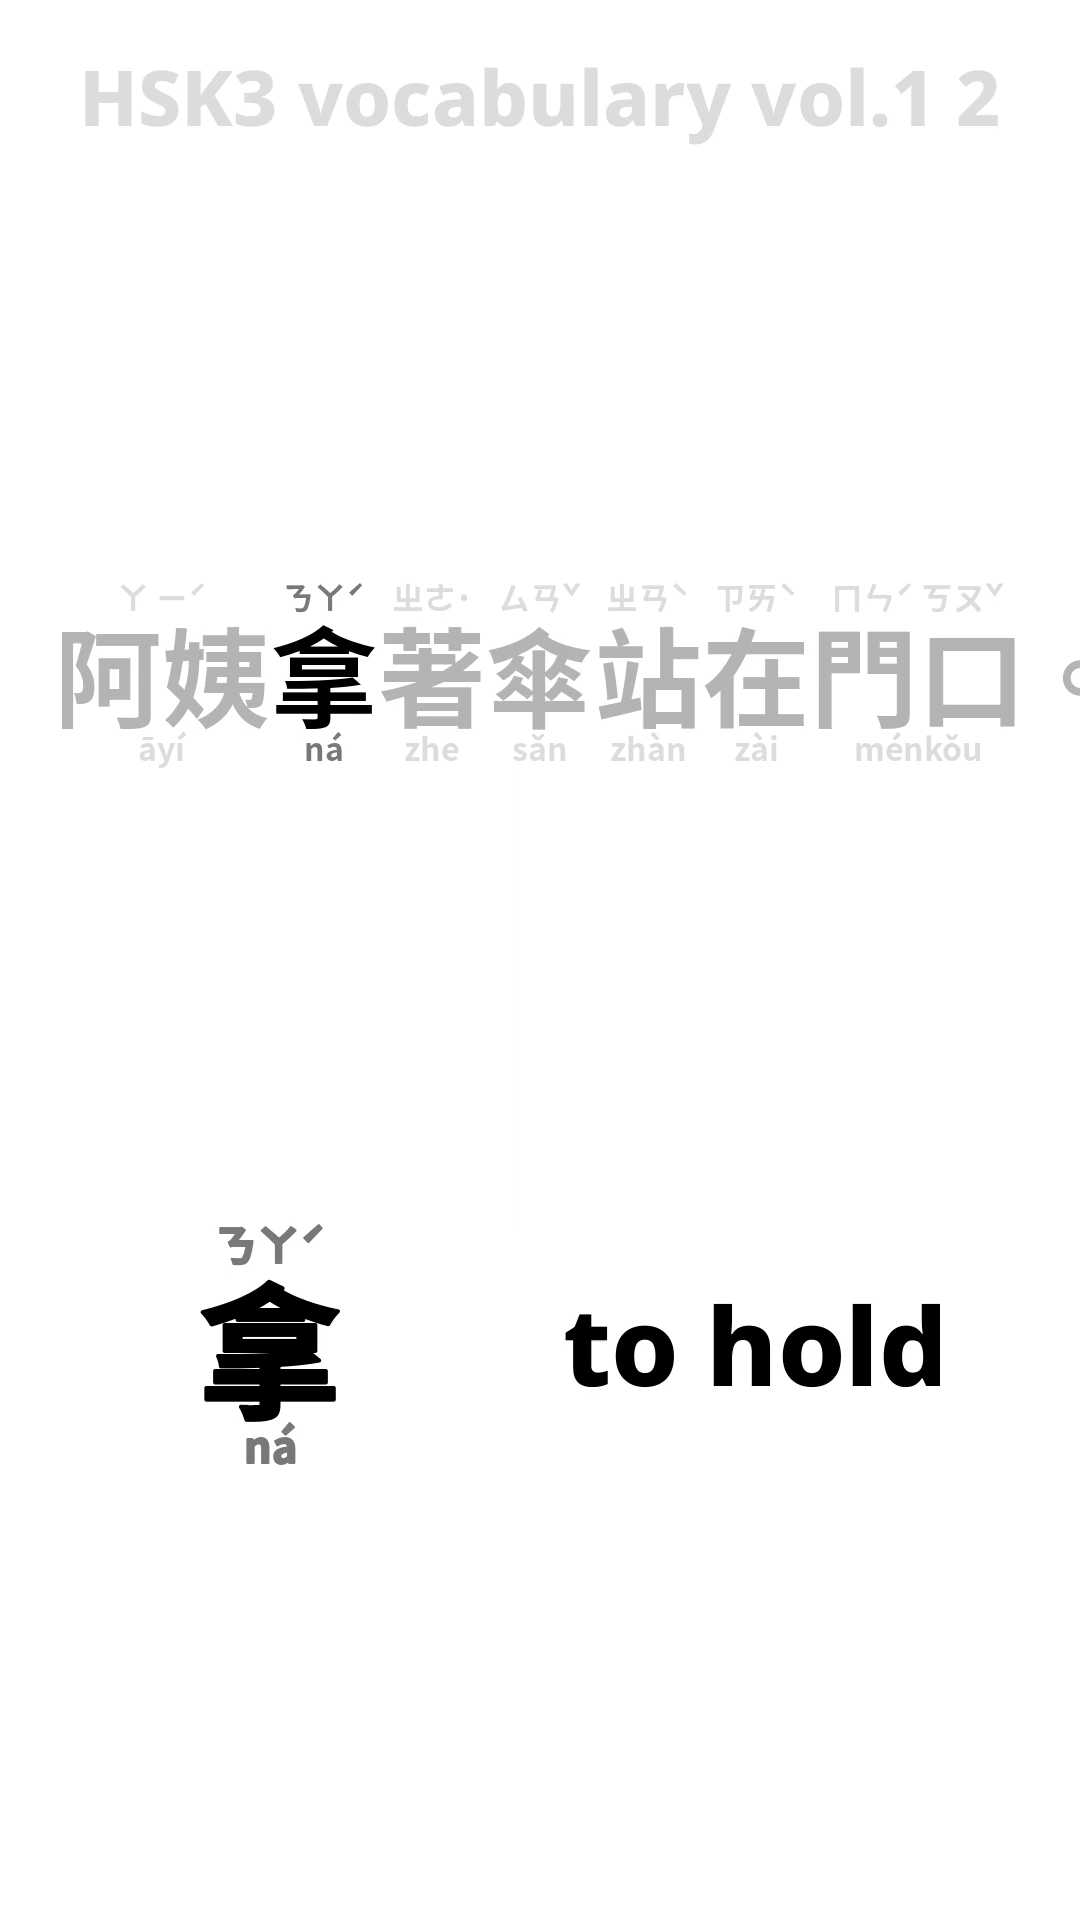 HSK3 vocabulary vol.1 2
ㄚ ㄧˊ ㄋㄚˊ ㄓㄜ˙ ㄙㄢˇ ㄓㄢˋ ㄗㄞˋ ㄇㄣˊ ㄎㄡˇ
阿姨拿著傘站在門口。
āyí ná zhe sǎn zhàn zài ménkǒu
ㄋㄚˊ
拿
ná
to hold